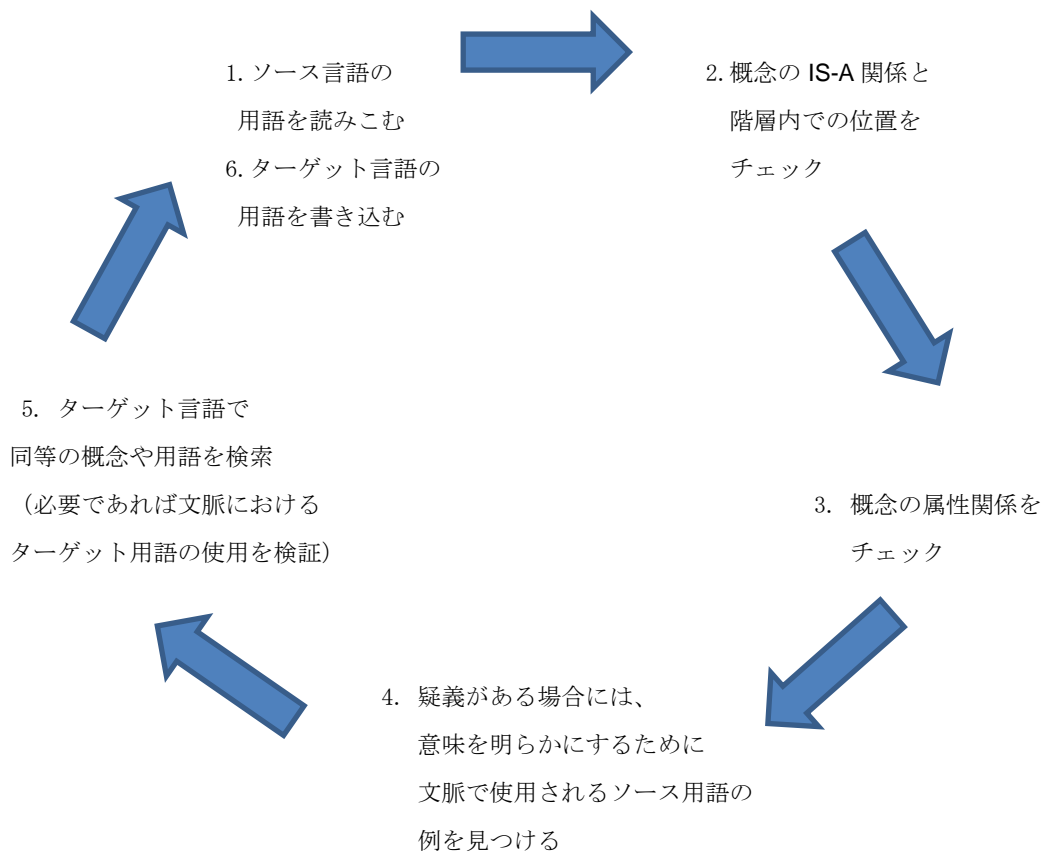 1. ソース言語の
用語を読みこむ
6. ターゲット言語の
用語を書き込む
2. 概念の IS-A 関係と
階層内での位置を
チェック
3. 概念の属性関係を
チェック
4. 疑義がある場合には、
意味を明らかにするために
文脈で使用されるソース用語の
例を見つける
5. ターゲット言語で
同等の概念や用語を検索
（必要であれば文脈における
ターゲット用語の使用を検証）